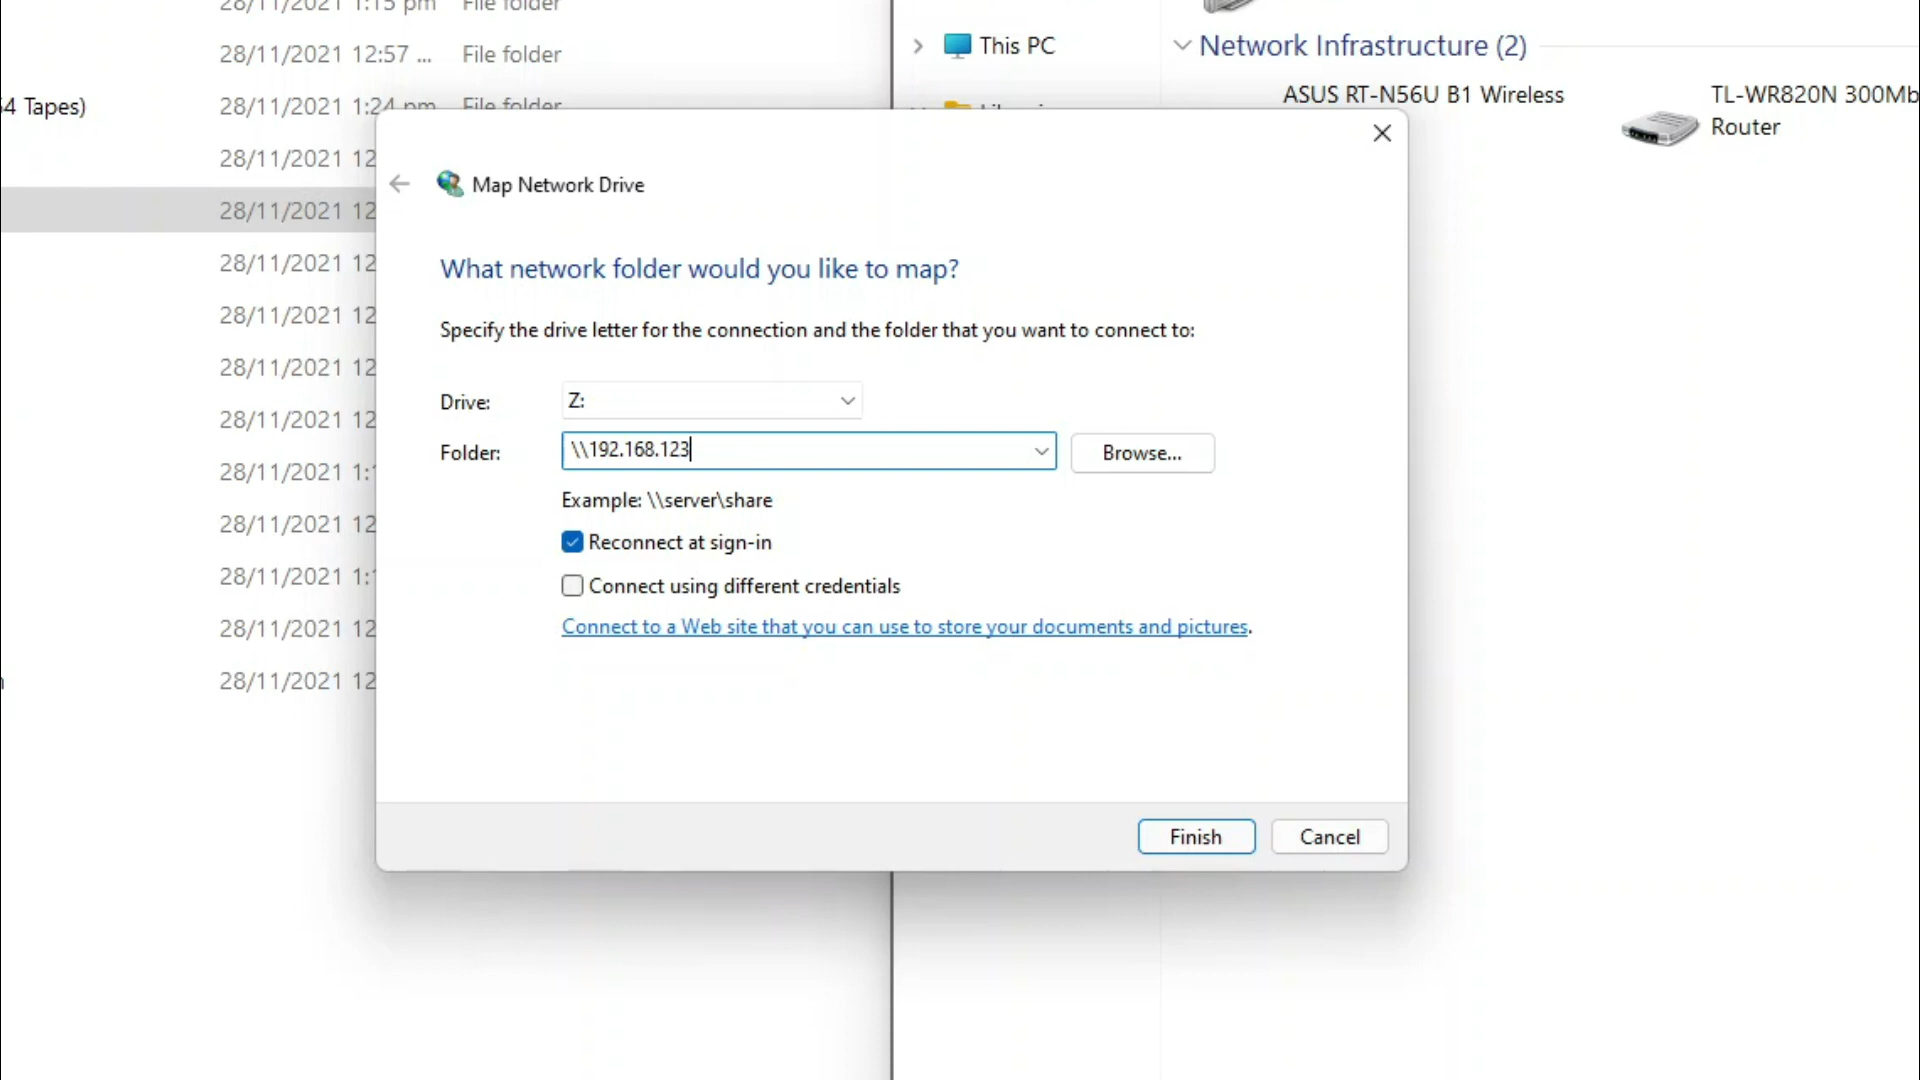 28/11/2021 1:15 pm File folder
28/11/2021 12:57 ... File folder
4 Tapes) 28/11/2021 1:24 pm File folder
28/11/2021 12
28/11/2021 12
28/11/2021 12
28/11/2021 12
28/11/2021 12
28/11/2021 12
28/11/2021 1:1
28/11/2021 12
28/11/2021 1:1
28/11/2021 12
28/11/2021 12
This PC
Network Infrastructure (2)
ASUS RT-N56U B1 Wireless
TL-WR820N 300Mb
Router
Map Network Drive
What network folder would you like to map?
Specify the drive letter for the connection and the folder that you want to connect to:
Drive: Z:
Folder: \\192.168.123 Browse...
Example: \\server\share
Reconnect at sign-in
Connect using different credentials
Connect to a Web site that you can use to store your documents and pictures.
Finish Cancel